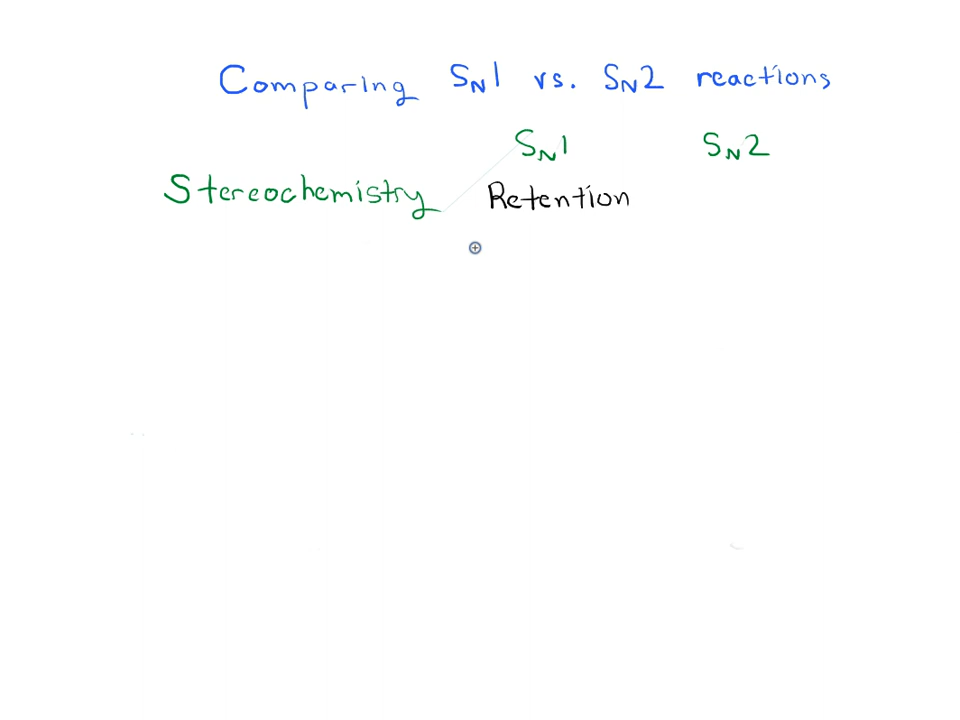 Comparing SN1 vs. SN2 reactions
SN1 SN2
Stereochemistry Retention